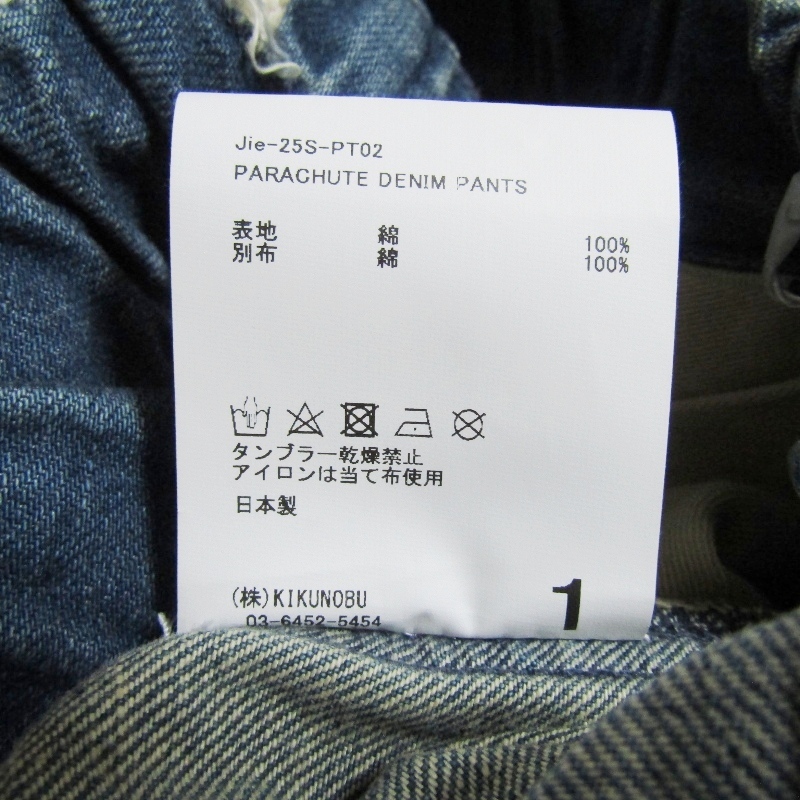 Jie-25S-PT02
PARACHUTE DENIM PANTS
表地 綿 100%
別布 綿 100%
タンブラー乾燥禁止
アイロンは当て布使用
日本製
(株)KIKUNOBU
03-6452-5454
1